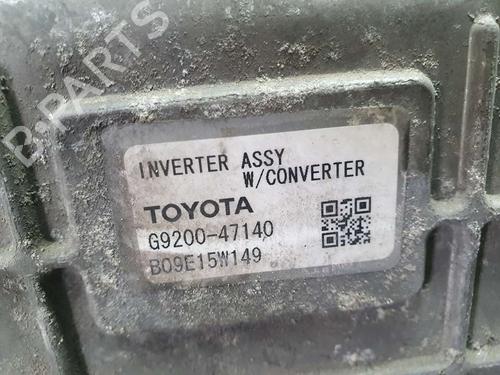 B-PARTS
INVERTER ASSY
W/CONVERTER
TOYOTA
G9200-47140
B09E15W149